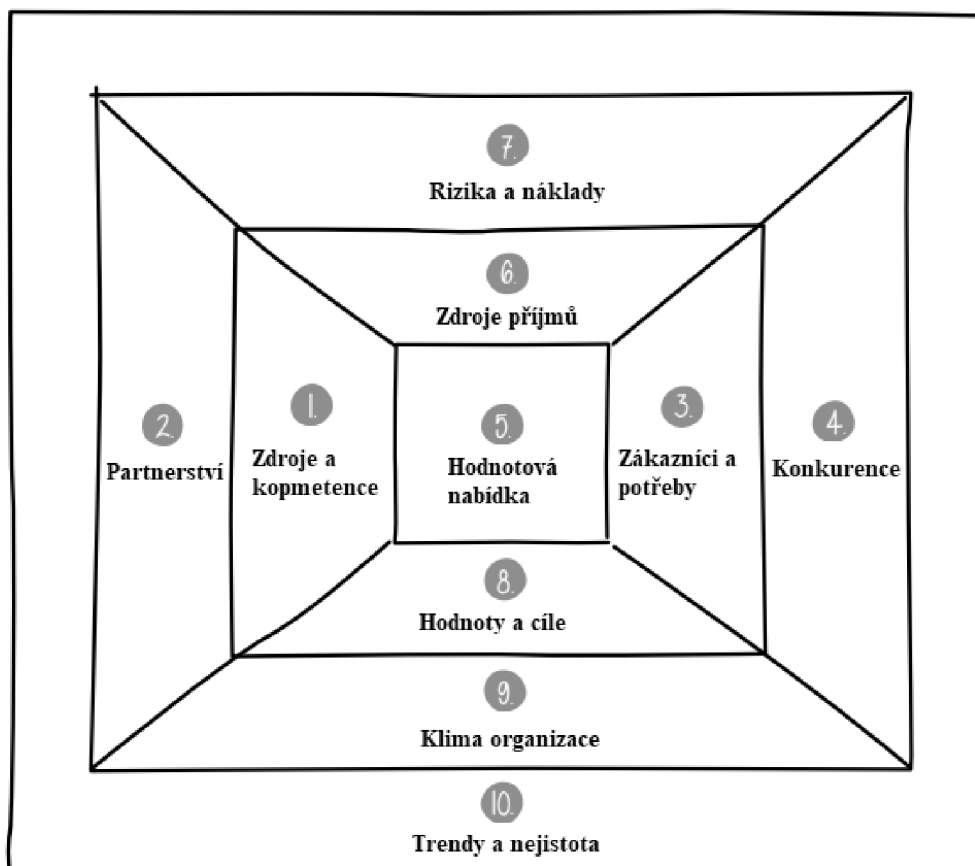 7.
Rizika a náklady
6.
Zdroje příjmů
2.
Partnerství
1.
Zdroje a
kopmetence
5.
Hodnotová
nabídka
3.
Zákazníci a
potřeby
4.
Konkurence
8.
Hodnoty a cíle
9.
Klima organizace
10.
Trendy a nejistota